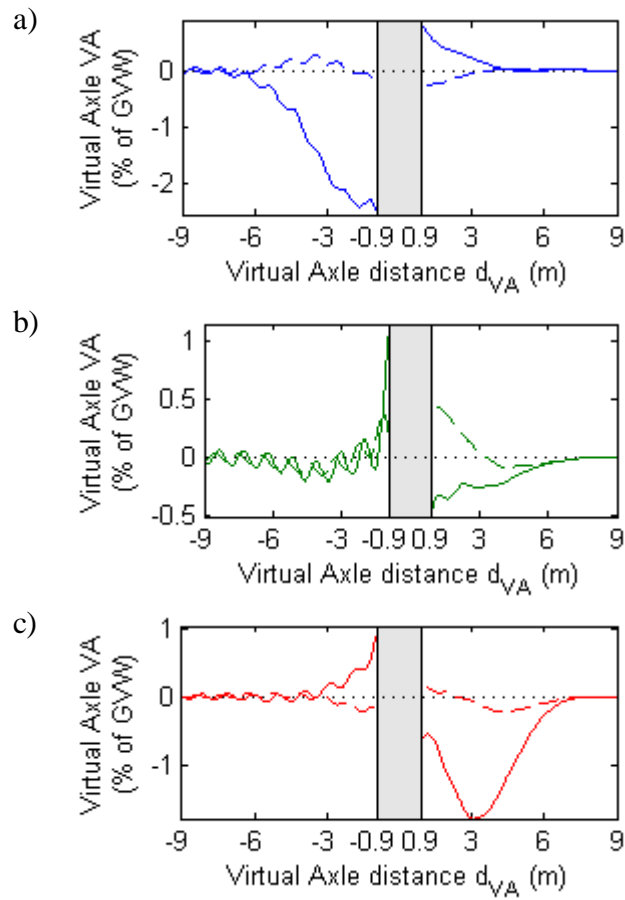 a)
Virtual Axle VA
(% of GVW)
0
-1
-2
-9 -6 -3 -0.9 0.9 3 6 9
Virtual Axle distance d_VA (m)
b)
Virtual Axle VA
(% of GVW)
1
0.5
0
-0.5
-9 -6 -3 -0.9 0.9 3 6 9
Virtual Axle distance d_VA (m)
c)
Virtual Axle VA
(% of GVW)
1
0
-1
-9 -6 -3 -0.9 0.9 3 6 9
Virtual Axle distance d_VA (m)